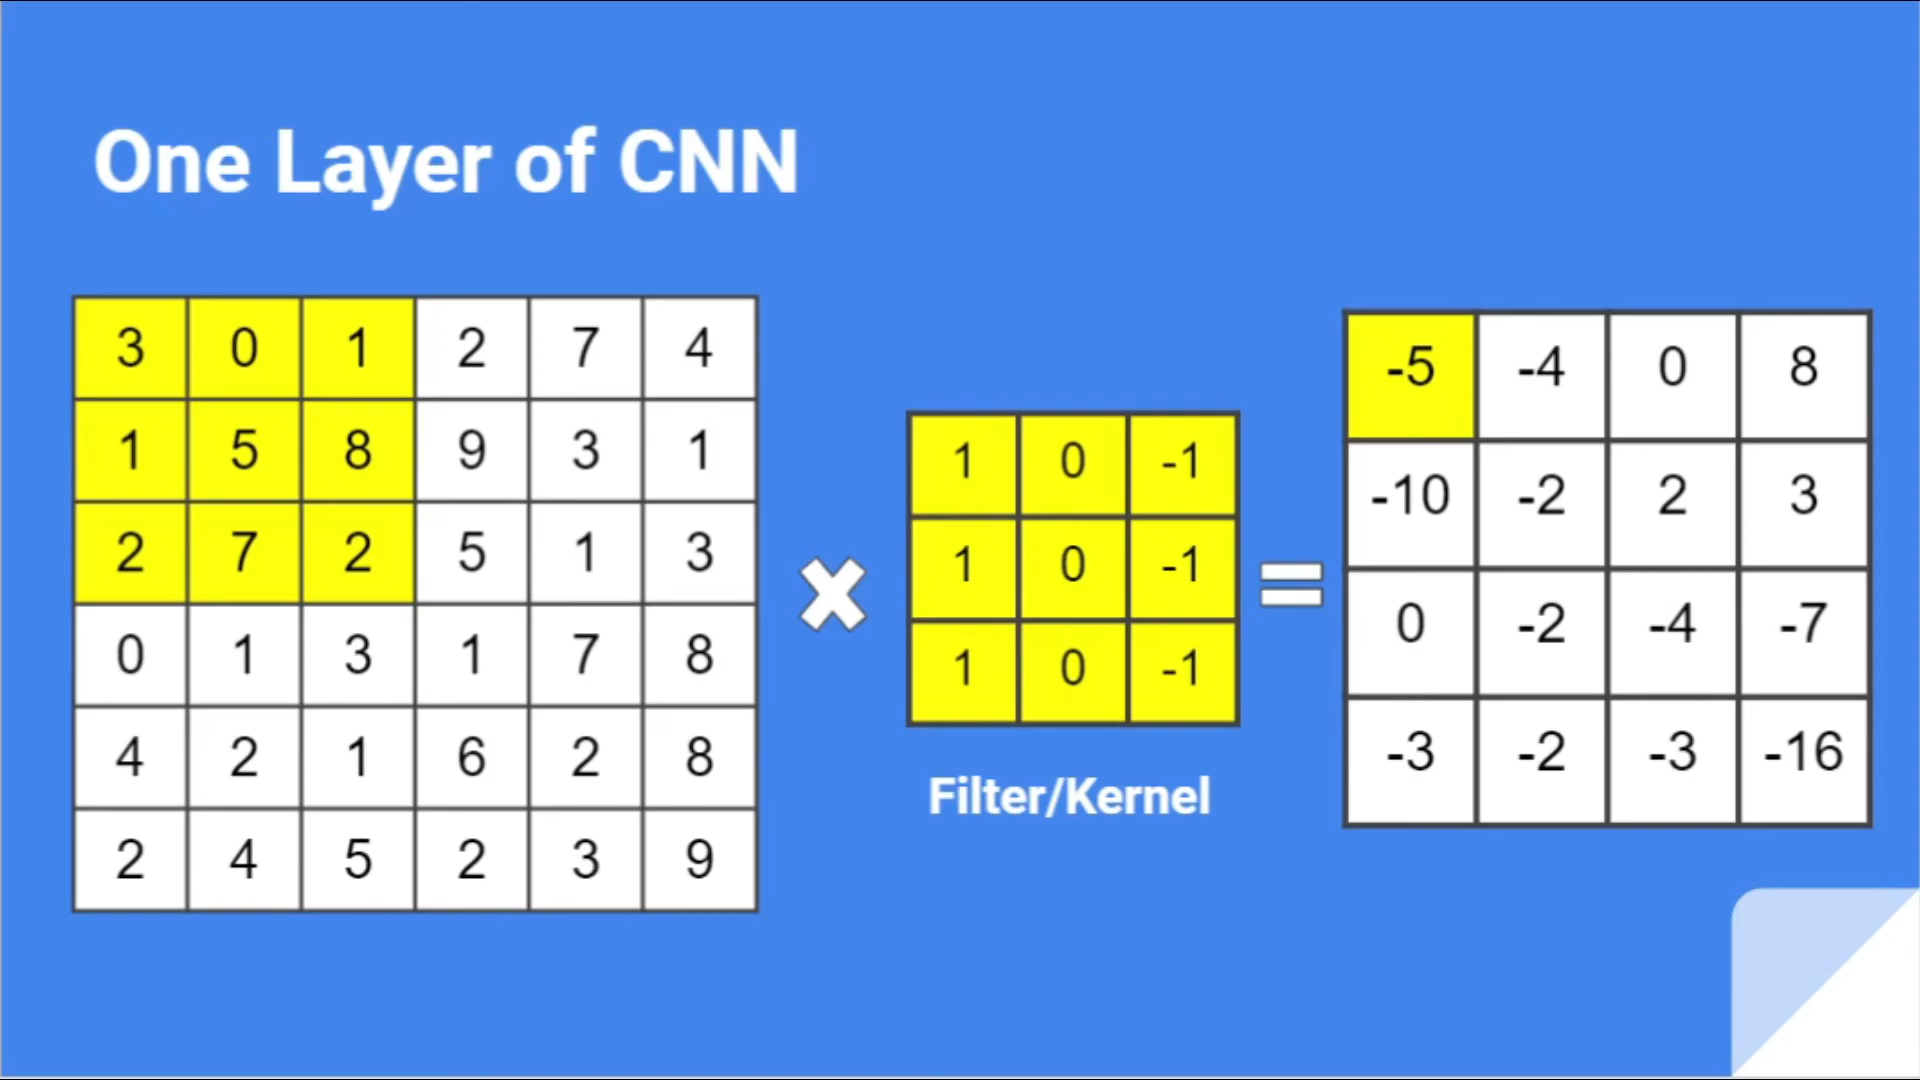 One Layer of CNN
3 0 1 2 7 4
1 5 8 9 3 1
2 7 2 5 1 3
0 1 3 1 7 8
4 2 1 6 2 8
2 4 5 2 3 9
×
1 0 -1
1 0 -1
1 0 -1
Filter/Kernel
=
-5 -4 0 8
-10 -2 2 3
0 -2 -4 -7
-3 -2 -3 -16